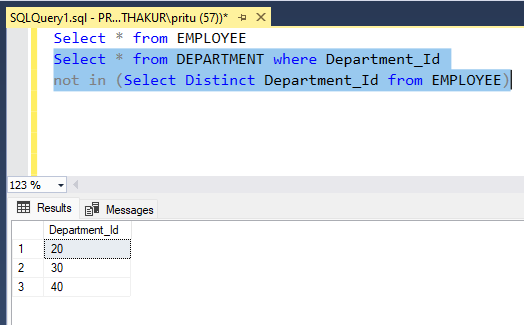 SQLQuery1.sql - PR...THAKUR\pritu (57))*
Select * from EMPLOYEE
Select * from DEPARTMENT where Department_Id
not in (Select Distinct Department_Id from EMPLOYEE)
123 %
Results Messages
Department_Id
1 20
2 30
3 40